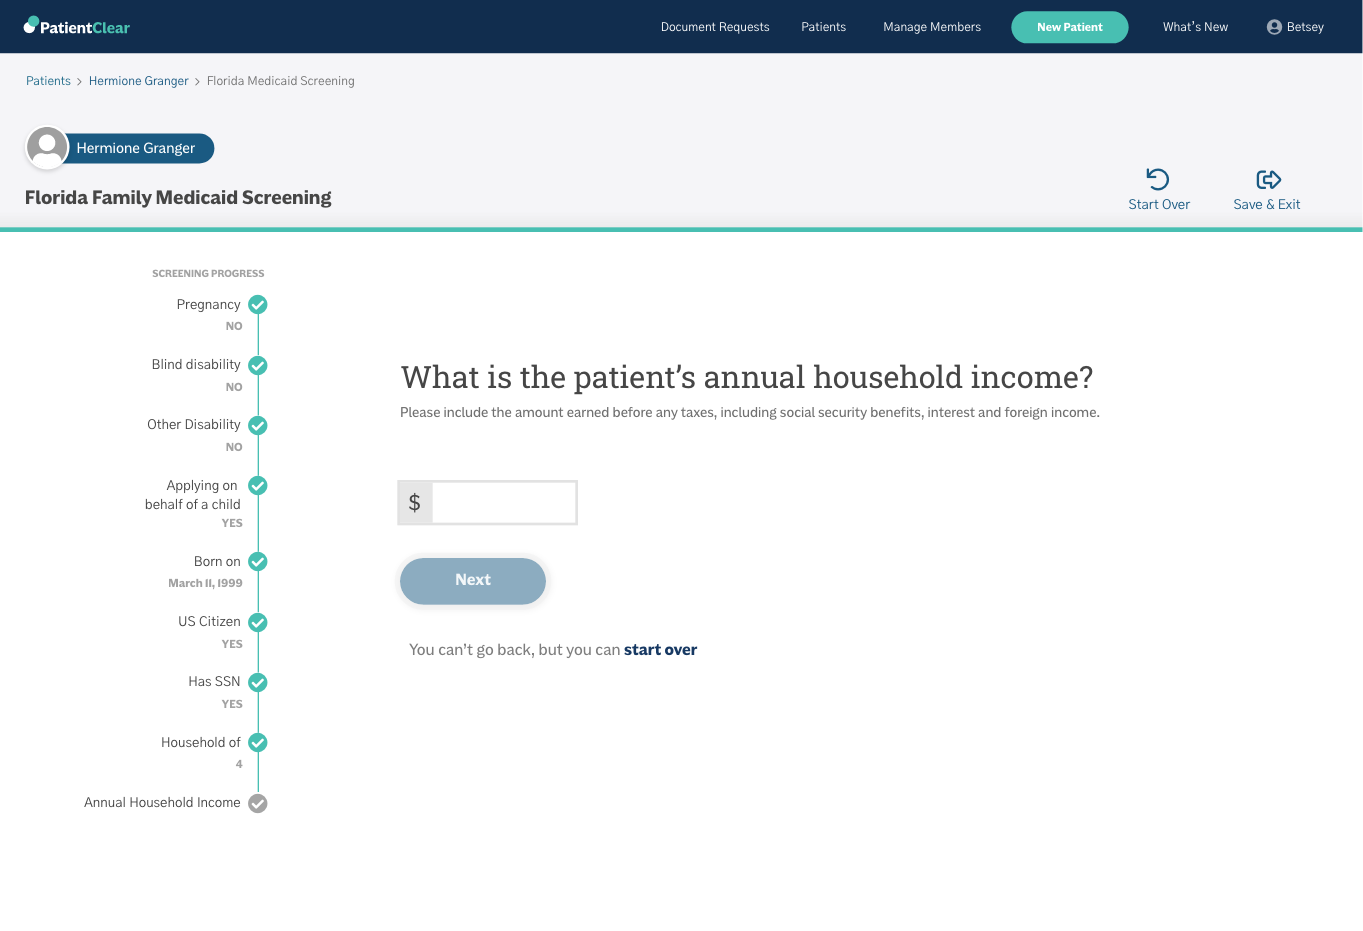 PatientClear
Document Requests Patients Manage Members New Patient What's New Betsey
Patients > Hermione Granger > Florida Medicaid Screening
Hermione Granger
Florida Family Medicaid Screening
Start Over Save & Exit
SCREENING PROGRESS
Pregnancy
NO
Blind disability
NO
Other Disability
NO
Applying on
behalf of a child
YES
Born on
March 11, 1999
US Citizen
YES
Has SSN
YES
Household of
4
Annual Household Income
What is the patient's annual household income?
Please include the amount earned before any taxes, including social security benefits, interest and foreign income.
$
Next
You can't go back, but you can start over